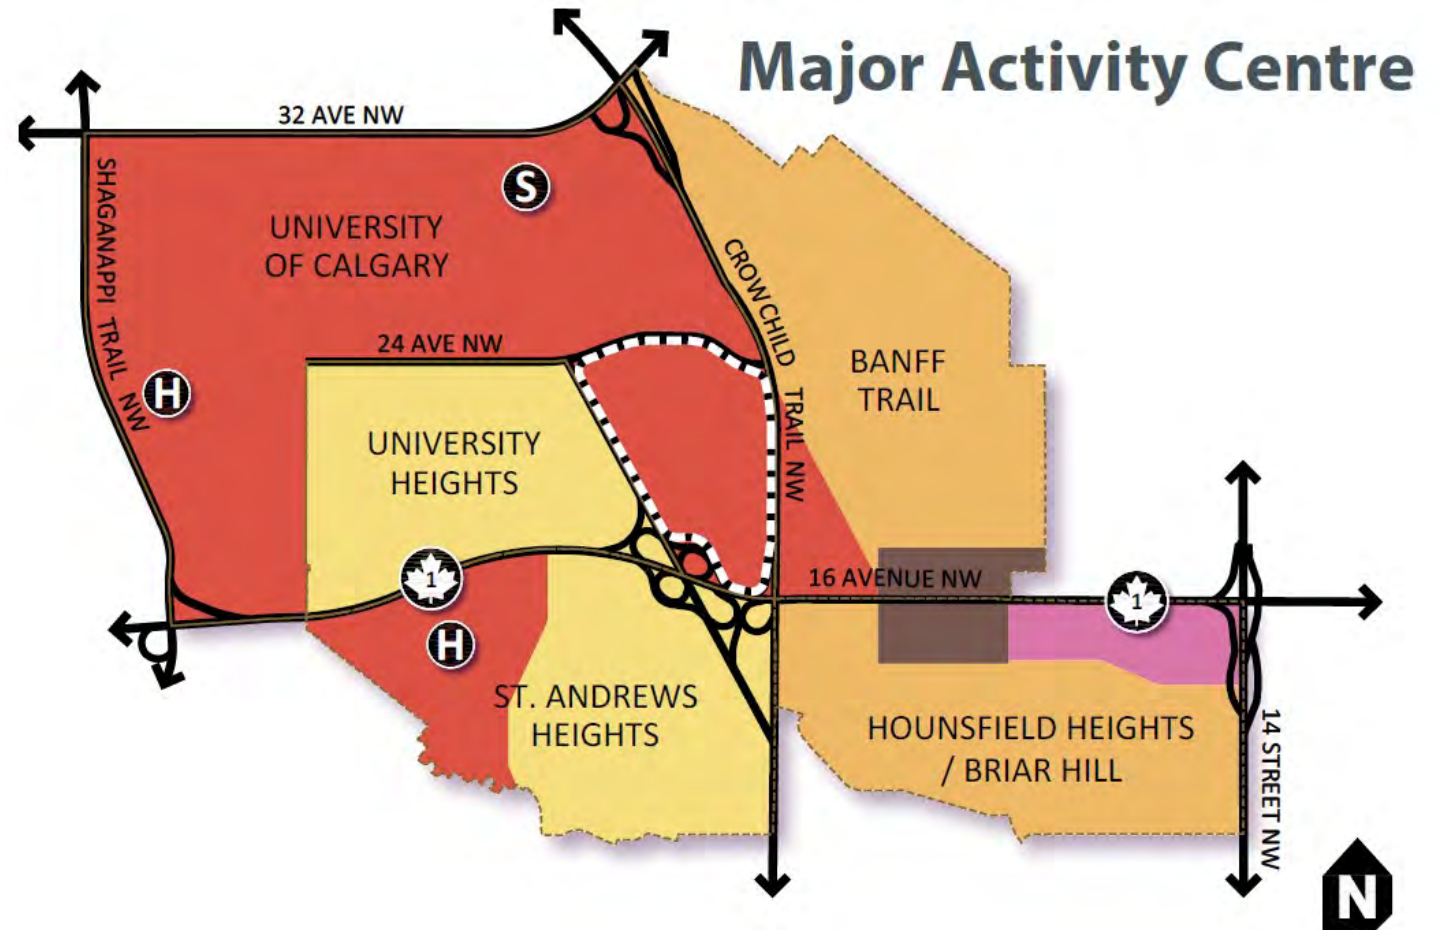 Major Activity Centre
32 AVE NW
S
SHAGANAPPI TRAIL NW
UNIVERSITY
OF CALGARY
CROWCHILD TRAIL NW
24 AVE NW
BANFF
TRAIL
H
UNIVERSITY
HEIGHTS
1
16 AVENUE NW
1
H
ST. ANDREWS
HEIGHTS
HOUNSFIELD HEIGHTS
/ BRIAR HILL
14 STREET NW
N